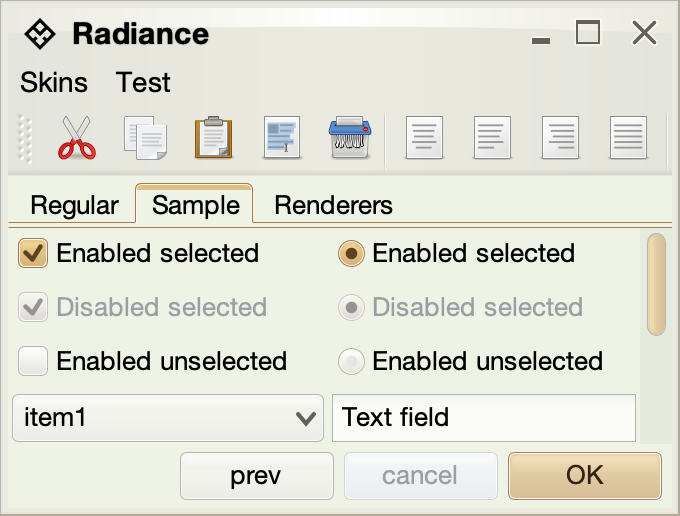 Radiance
Skins Test
Regular Sample Renderers
Enabled selected Enabled selected
Disabled selected Disabled selected
Enabled unselected Enabled unselected
item1 Text field
prev cancel OK